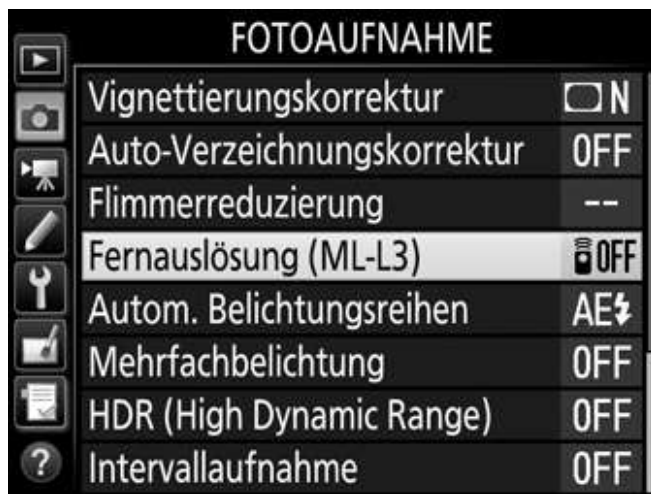 FOTOAUFNAHME
Vignettierungskorrektur N
Auto-Verzeichnungskorrektur OFF
Flimmerreduzierung --
Fernauslösung (ML-L3) OFF
Autom. Belichtungsreihen AE
Mehrfachbelichtung OFF
HDR (High Dynamic Range) OFF
Intervallaufnahme OFF
?